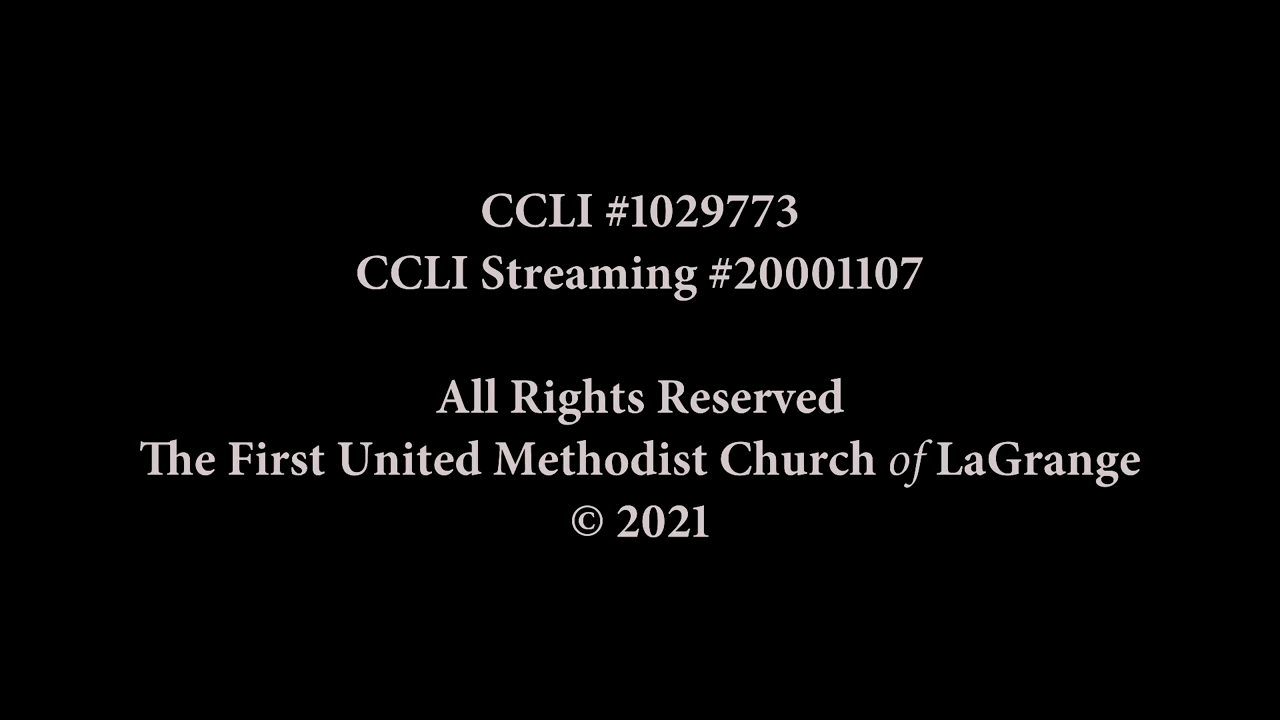 CCLI #1029773
CCLI Streaming #20001107
All Rights Reserved
The First United Methodist Church of LaGrange
© 2021